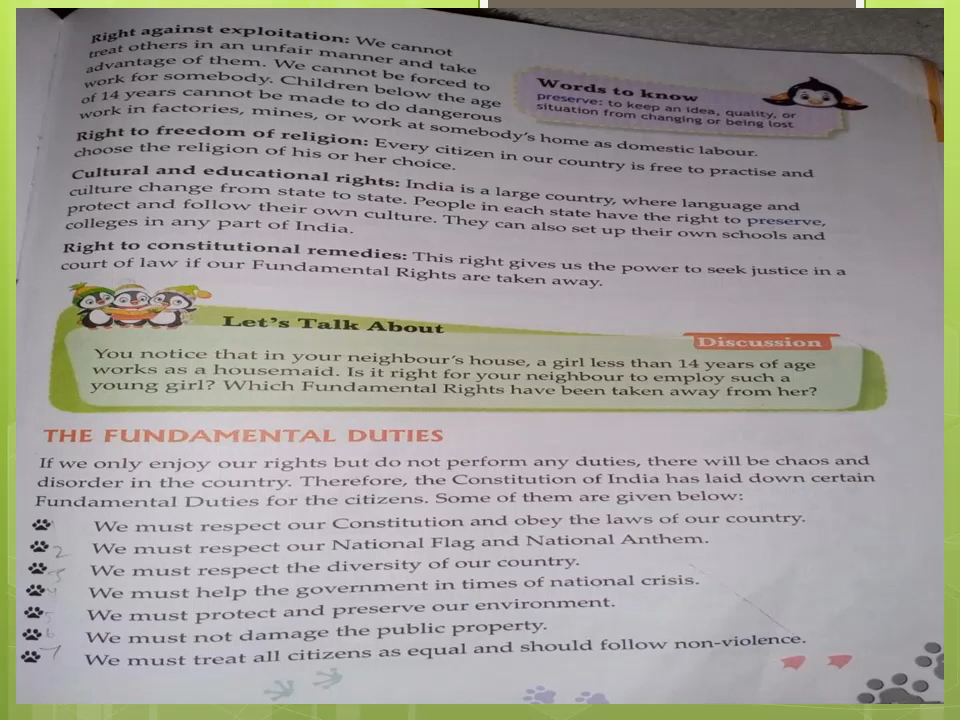 Right against exploitation: We cannot
treat others in an unfair manner and take
advantage of them. We cannot be forced to
work for somebody. Children below the age
of 14 years cannot be made to do dangerous
work in factories, mines, or work at somebody's home as domestic labour.
Words to know
preserve: to keep an idea, quality, or
situation from changing or being lost
Right to freedom of religion: Every citizen in our country is free to practise and
choose the religion of his or her choice.
Cultural and educational rights: India is a large country, where language and
culture change from state to state. People in each state have the right to preserve,
protect and follow their own culture. They can also set up their own schools and
colleges in any part of India.
Right to constitutional remedies: This right gives us the power to seek justice in a
court of law if our Fundamental Rights are taken away.
Let's Talk About
Discussion
You notice that in your neighbour's house, a girl less than 14 years of age
works as a housemaid. Is it right for your neighbour to employ such a
young girl? Which Fundamental Rights have been taken away from her?
THE FUNDAMENTAL DUTIES
If we only enjoy our rights but do not perform any duties, there will be chaos and
disorder in the country. Therefore, the Constitution of India has laid down certain
Fundamental Duties for the citizens. Some of them are given below:
1 We must respect our Constitution and obey the laws of our country.
2 We must respect our National Flag and National Anthem.
3 We must respect the diversity of our country.
4 We must help the government in times of national crisis.
5 We must protect and preserve our environment.
6 We must not damage the public property.
7 We must treat all citizens as equal and should follow non-violence.